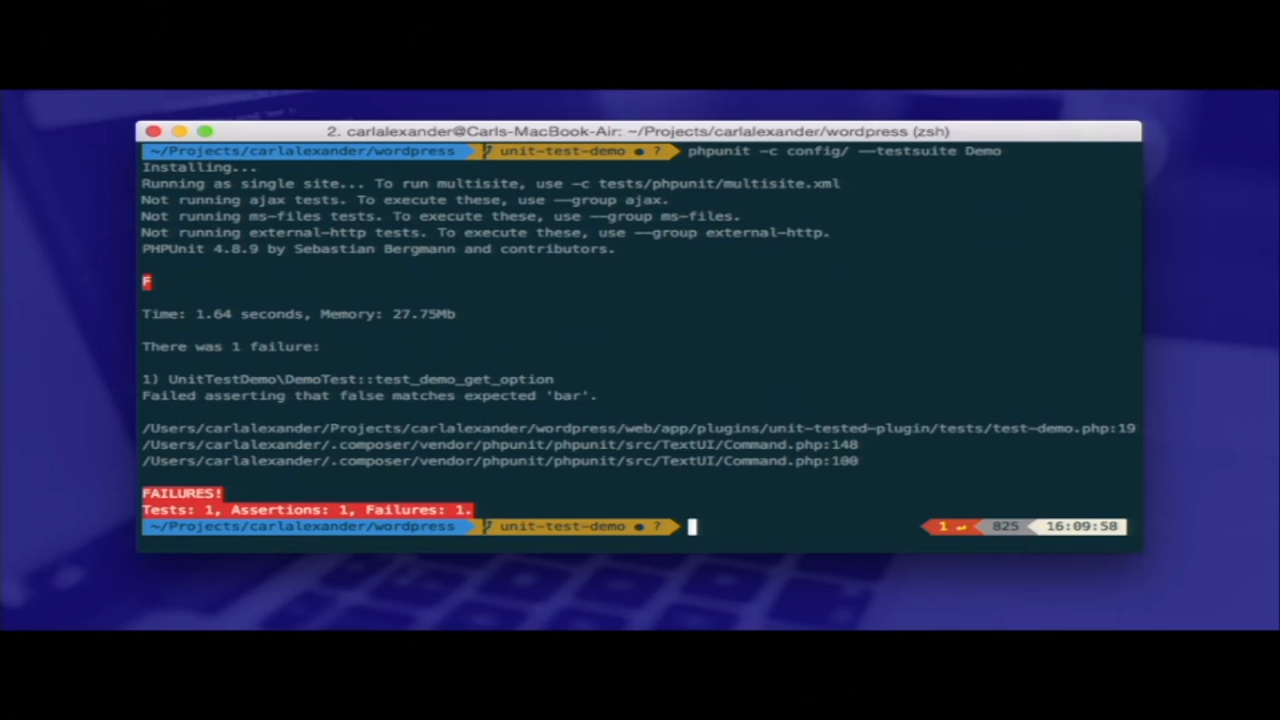 2. carlalexander@Carls-MacBook-Air: ~/Projects/carlalexander/wordpress (zsh)
~/Projects/carlalexander/wordpress unit-test-demo ● ? phpunit -c config/ --testsuite Demo
Installing...
Running as single site... To run multisite, use -c tests/phpunit/multisite.xml
Not running ajax tests. To execute these, use --group ajax.
Not running ms-files tests. To execute these, use --group ms-files.
Not running external-http tests. To execute these, use --group external-http.
PHPUnit 4.8.9 by Sebastian Bergmann and contributors.
F
Time: 1.64 seconds, Memory: 27.75Mb
There was 1 failure:
1) UnitTestDemo\DemoTest::test_demo_get_option
Failed asserting that false matches expected 'bar'.
/Users/carlalexander/Projects/carlalexander/wordpress/web/app/plugins/unit-tested-plugin/tests/test-demo.php:19
/Users/carlalexander/.composer/vendor/phpunit/phpunit/src/TextUI/Command.php:148
/Users/carlalexander/.composer/vendor/phpunit/phpunit/src/TextUI/Command.php:100
FAILURES!
Tests: 1, Assertions: 1, Failures: 1.
~/Projects/carlalexander/wordpress unit-test-demo ● ? 1 ↵ 825 16:09:58